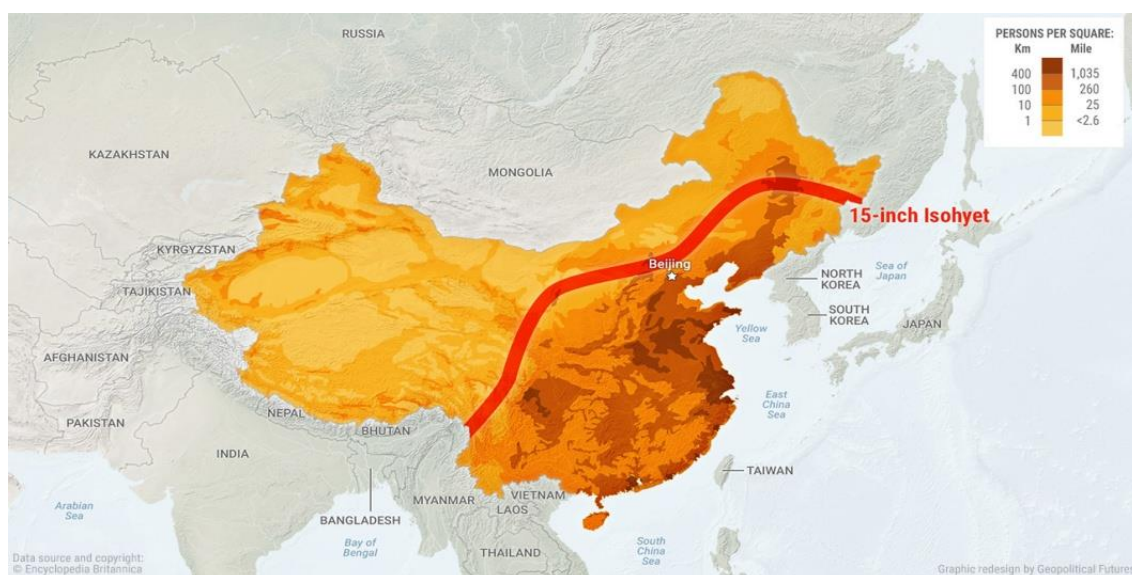 RUSSIA
PERSONS PER SQUARE:
Km Mile
400 1,035
100 260
10 25
1 <2.6
KAZAKHSTAN
MONGOLIA
15-inch Isohyet
KYRGYZSTAN
Beijing
Sea of
Japan
TAJIKISTAN
NORTH
KOREA
SOUTH
KOREA
JAPAN
Yellow
Sea
AFGHANISTAN
East
China
Sea
NEPAL
PAKISTAN
BHUTAN
INDIA
TAIWAN
MYANMAR
VIETNAM
LAOS
Arabian
Sea
BANGLADESH
Bay of
Bengal
South
China Sea
THAILAND
Data source and copyright:
© Encyclopedia Britannica
Graphic redesign by Geopolitical Futures